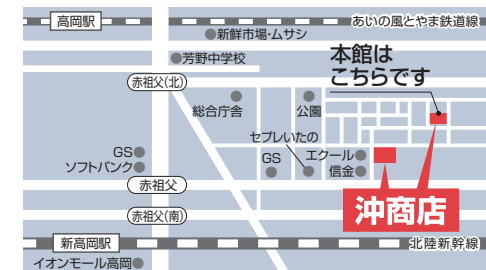 高岡駅
あいの風とやま鉄道線
新鮮市場・ムサシ
芳野中学校
本館は
こちらです
赤祖父(北)
総合庁舎
公園
セブレいたの
GS
GS
エクール
ソフトバンク
信金
赤祖父
沖商店
赤祖父(南)
新高岡駅
北陸新幹線
イオンモール高岡